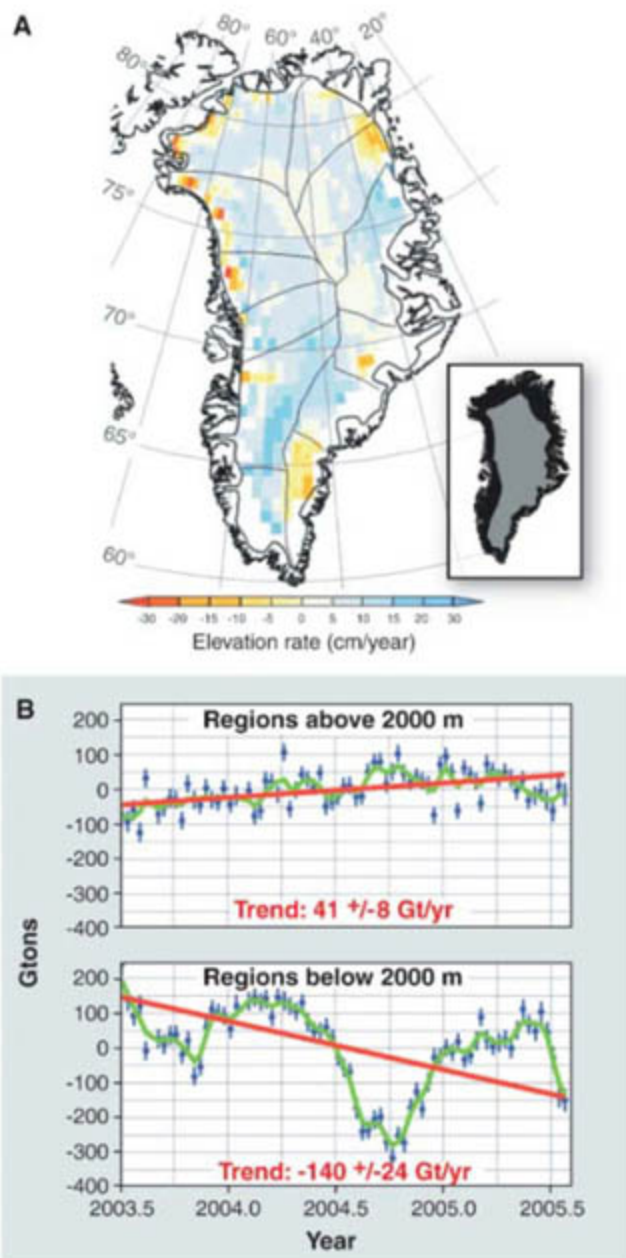 A
80° 60° 40° 20°
80°
75°
70°
65°
60°
-30 -20 -15 -10 -5 0 5 10 15 20 30
Elevation rate (cm/year)
B
Regions above 2000 m
200
100
0
-100
-200
-300
-400
Trend: 41 +/-8 Gt/yr
Gtons
Regions below 2000 m
200
100
0
-100
-200
-300
-400
Trend: -140 +/-24 Gt/yr
2003.5 2004.0 2004.5 2005.0 2005.5
Year